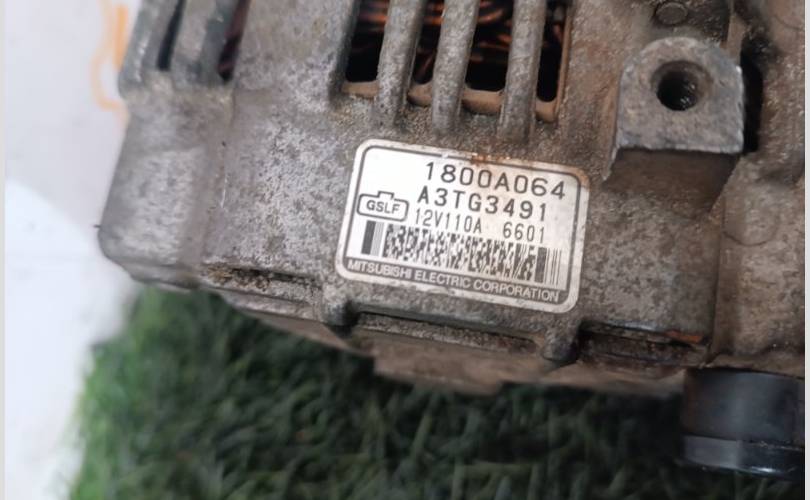 1800A064
A3TG3491
GSLF 12V110A 6601
MITSUBISHI ELECTRIC CORPORATION